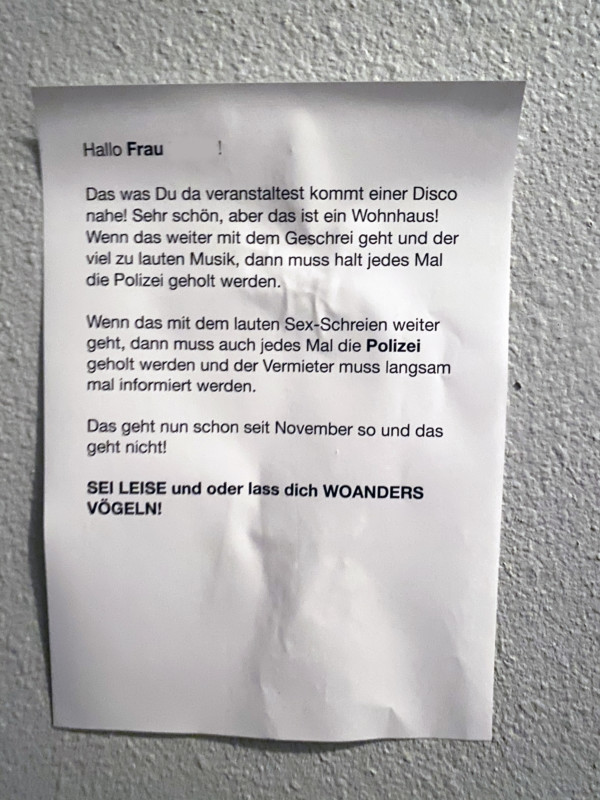 Hallo Frau !
Das was Du da veranstaltest kommt einer Disco
nahe! Sehr schön, aber das ist ein Wohnhaus!
Wenn das weiter mit dem Geschrei geht und der
viel zu lauten Musik, dann muss halt jedes Mal
die Polizei geholt werden.
Wenn das mit dem lauten Sex-Schreien weiter
geht, dann muss auch jedes Mal die Polizei
geholt werden und der Vermieter muss langsam
mal informiert werden.
Das geht nun schon seit November so und das
geht nicht!
SEI LEISE und oder lass dich WOANDERS
VÖGELN!